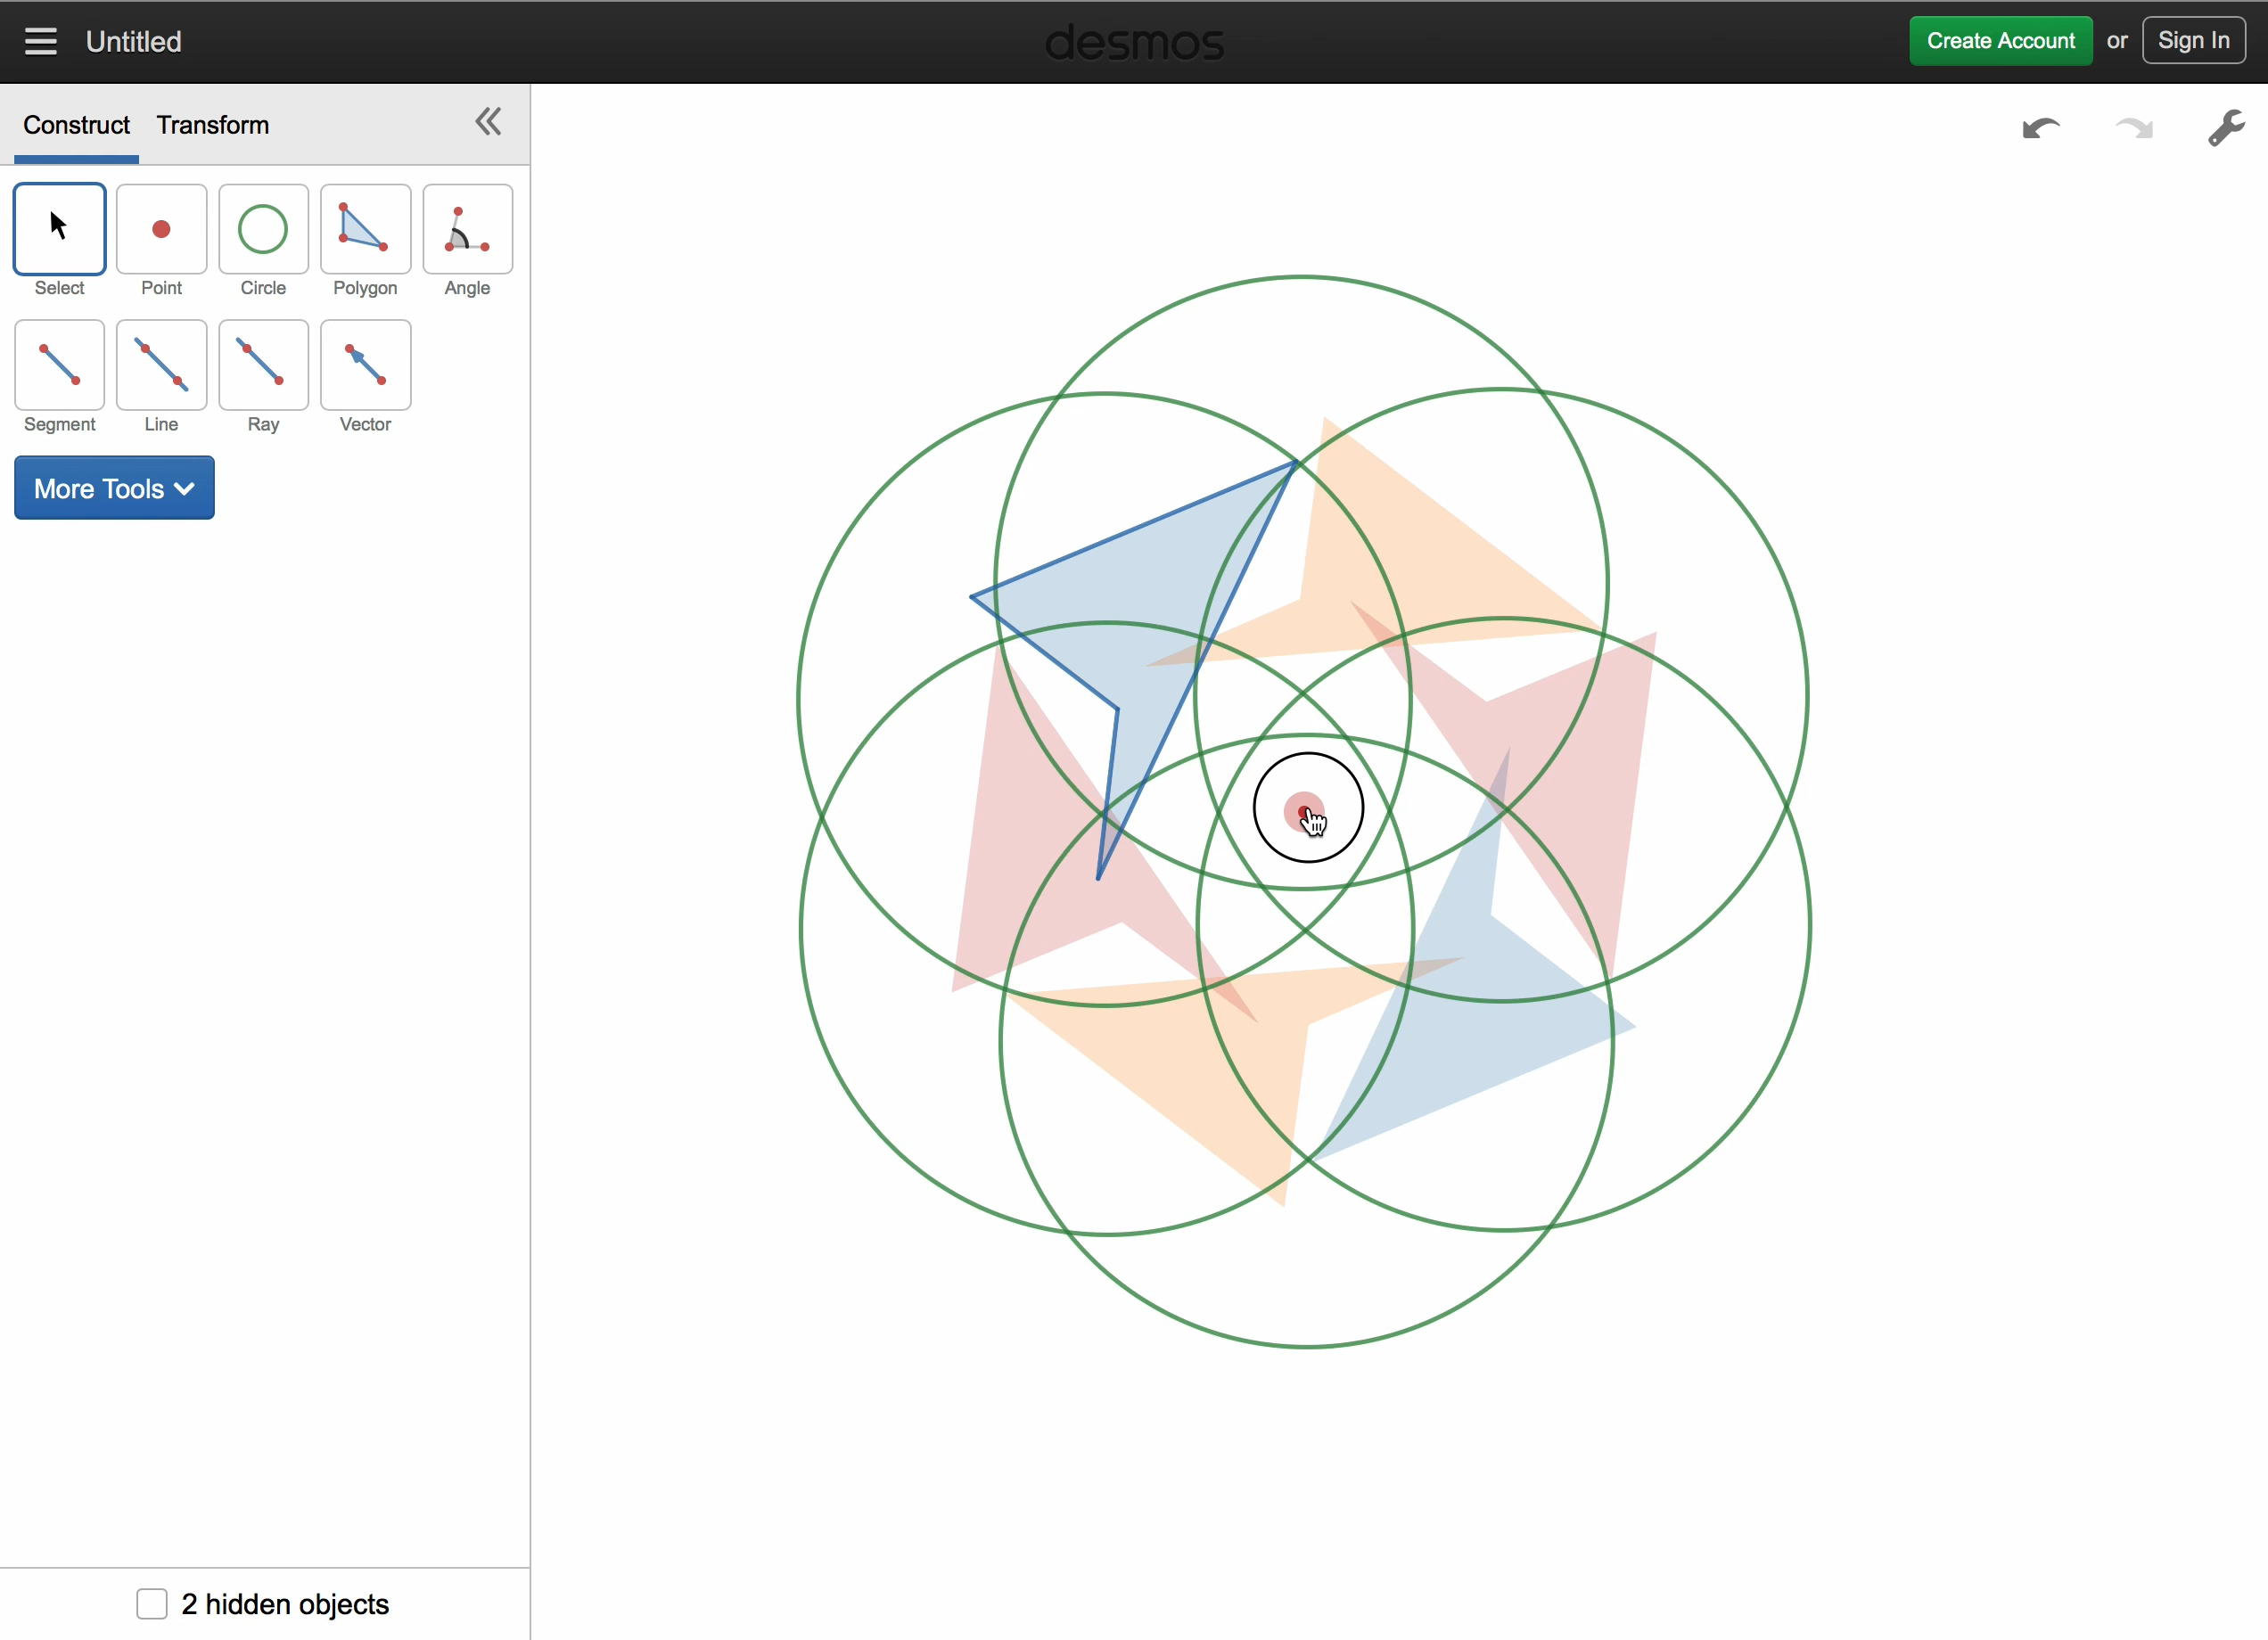 Untitled
desmos
Create Account or Sign In
Construct Transform
Select Point Circle Polygon Angle
Segment Line Ray Vector
More Tools
2 hidden objects